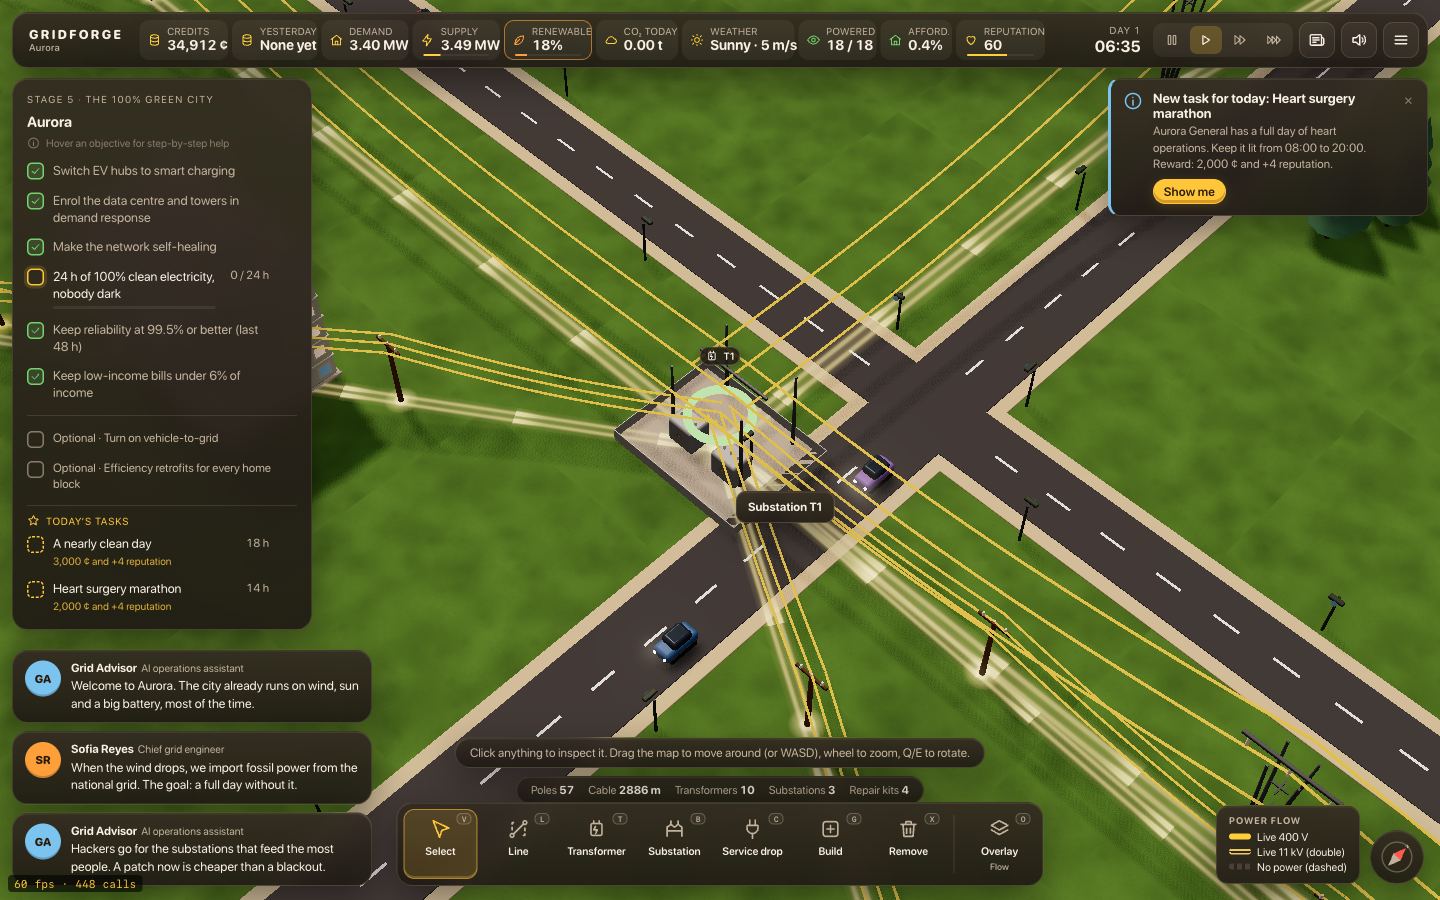 GRIDFORGE
Aurora
CREDITS
34,912 ¢
YESTERDAY
None yet
DEMAND
3.40 MW
SUPPLY
3.49 MW
RENEWABLE
18%
CO₂ TODAY
0.00 t
WEATHER
Sunny · 5 m/s
POWERED
18 / 18
AFFORD.
0.4%
REPUTATION
60
DAY 1
06:35
STAGE 5 · THE 100% GREEN CITY
Aurora
Hover an objective for step-by-step help
Switch EV hubs to smart charging
Enrol the data centre and towers in
demand response
Make the network self-healing
24 h of 100% clean electricity,
nobody dark
0 / 24 h
Keep reliability at 99.5% or better (last
48 h)
Keep low-income bills under 6% of
income
Optional · Turn on vehicle-to-grid
Optional · Efficiency retrofits for every home
block
TODAY'S TASKS
A nearly clean day
18 h
3,000 ¢ and +4 reputation
Heart surgery marathon
14 h
2,000 ¢ and +4 reputation
New task for today: Heart surgery
marathon
Aurora General has a full day of heart
operations. Keep it lit from 08:00 to 20:00.
Reward: 2,000 ¢ and +4 reputation.
Show me
T1
Substation T1
GA
Grid Advisor AI operations assistant
Welcome to Aurora. The city already runs on wind, sun
and a big battery, most of the time.
SR
Sofia Reyes Chief grid engineer
When the wind drops, we import fossil power from the
national grid. The goal: a full day without it.
GA
Grid Advisor AI operations assistant
Hackers go for the substations that feed the most
people. A patch now is cheaper than a blackout.
60 fps · 448 calls
Click anything to inspect it. Drag the map to move around (or WASD), wheel to zoom, Q/E to rotate.
Poles 57 Cable 2886 m Transformers 10 Substations 3 Repair kits 4
V
Select
L
Line
T
Transformer
B
Substation
C
Service drop
G
Build
X
Remove
O
Overlay
Flow
POWER FLOW
Live 400 V
Live 11 kV (double)
No power (dashed)